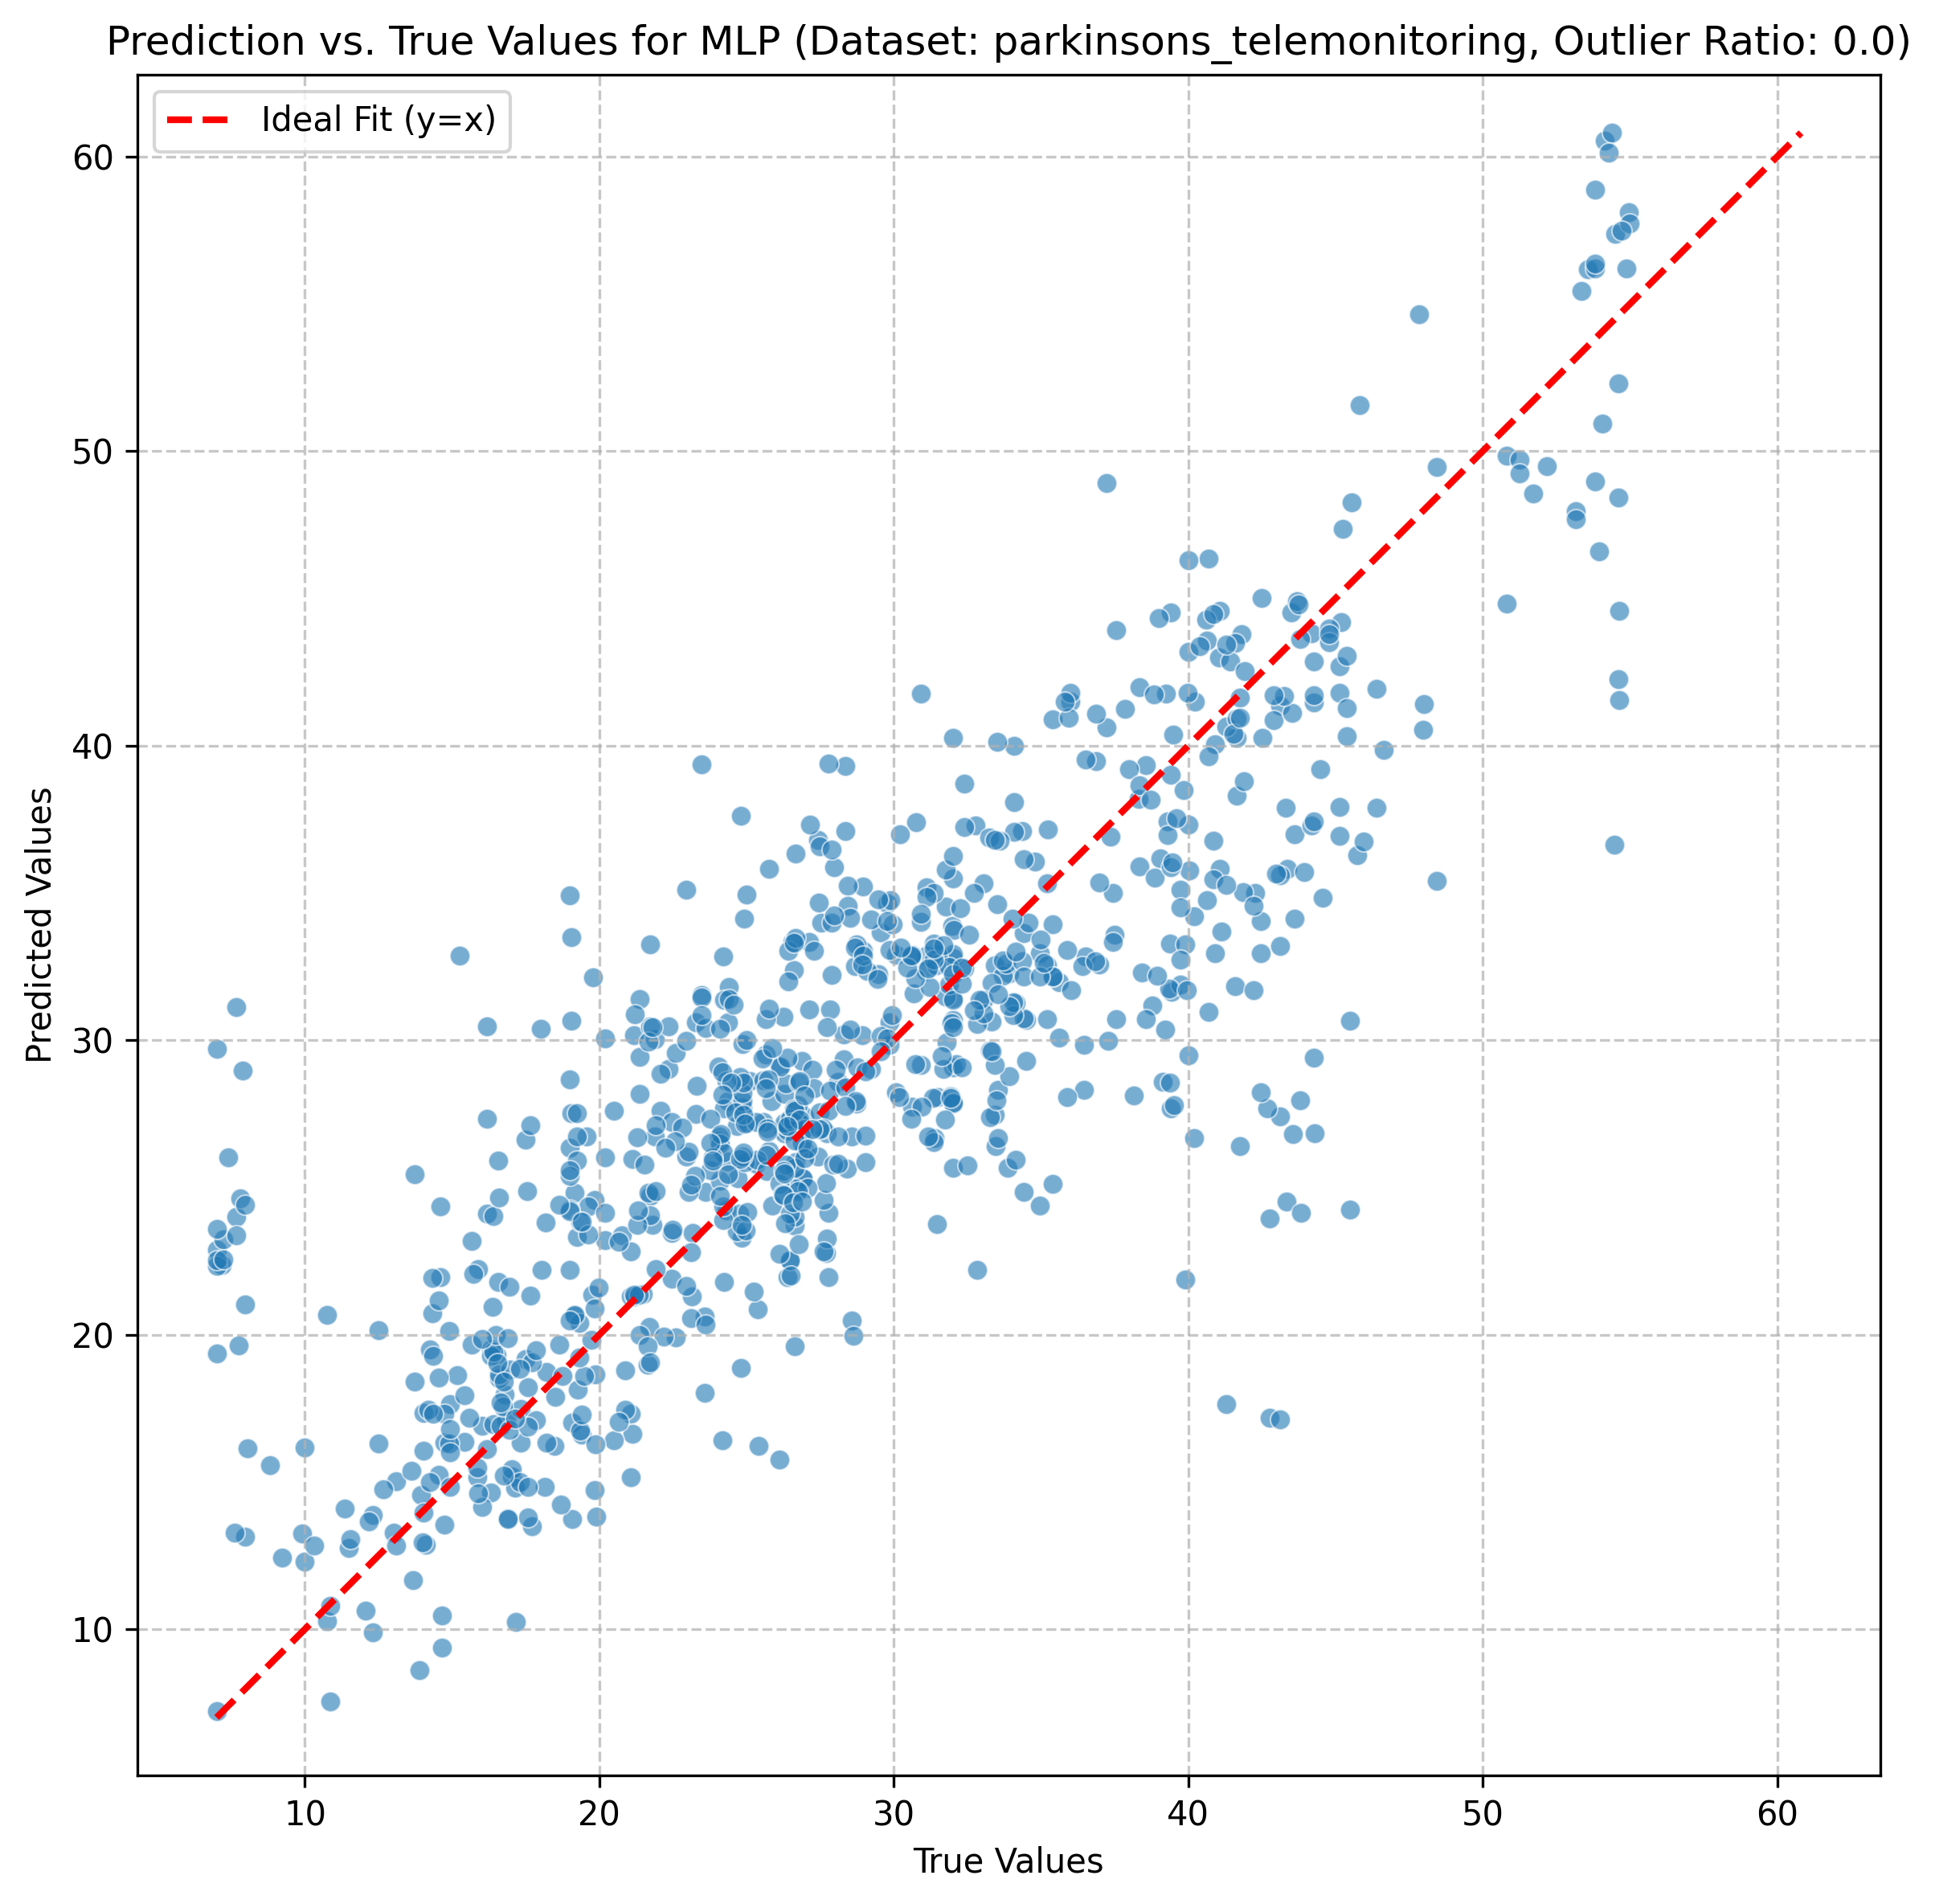 Prediction vs. True Values for MLP (Dataset: parkinsons_telemonitoring, Outlier Ratio: 0.0)
Ideal Fit (y=x)
60
50
40
30
20
10
Predicted Values
10 20 30 40 50 60
True Values